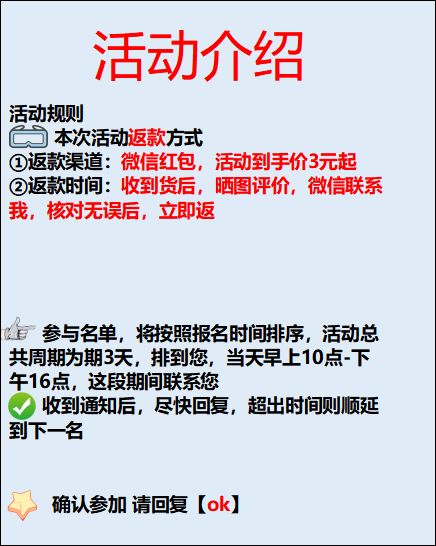 活动介绍
活动规则
本次活动返款方式
①返款渠道：微信红包，活动到手价3元起
②返款时间：收到货后，晒图评价，微信联系
我，核对无误后，立即返
参与名单，将按照报名时间排序，活动总
共周期为期3天，排到您，当天早上10点-下
午16点，这段期间联系您
收到通知后，尽快回复，超出时间则顺延
到下一名
确认参加 请回复【ok】